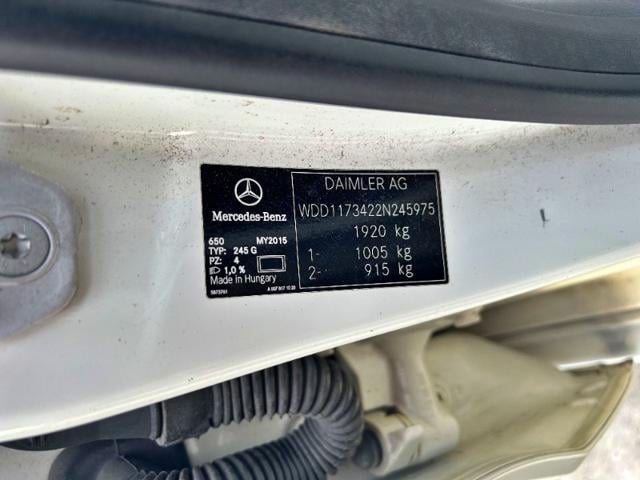 Mercedes-Benz
650 MY2015
TYP: 245 G
PZ: 4
1,0 %
Made in Hungary
DAIMLER AG
WDD1173422N245975
1920 kg
1- 1005 kg
2- 915 kg